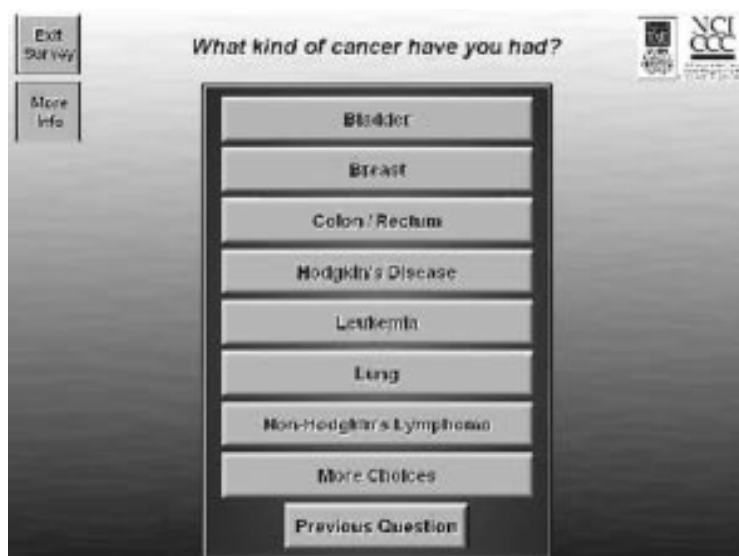 Exit
Survey
What kind of cancer have you had?
NCI
CCC
More
Info
Bladder
Breast
Colon / Rectum
Hodgkin's Disease
Leukemia
Lung
Non-Hodgkin's Lymphoma
More Choices
Previous Question